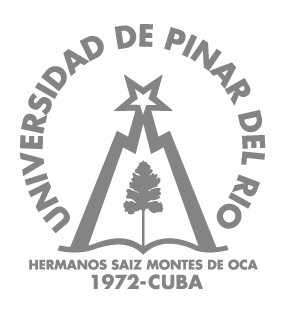 UNIVERSIDAD DE PINAR DEL RIO
HERMANOS SAIZ MONTES DE OCA
1972-CUBA